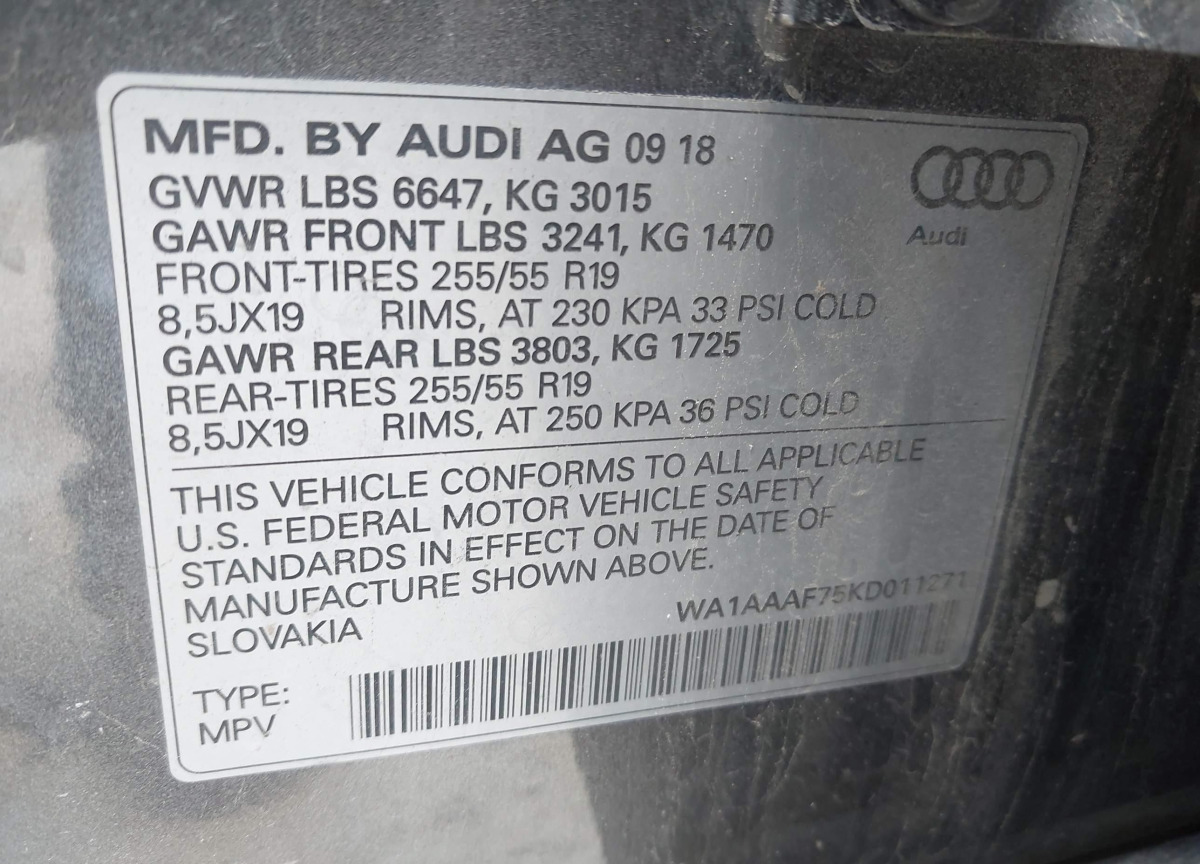 MFD. BY AUDI AG 09 18
GVWR LBS 6647, KG 3015
GAWR FRONT LBS 3241, KG 1470
FRONT-TIRES 255/55 R19
8,5JX19 RIMS, AT 230 KPA 33 PSI COLD
GAWR REAR LBS 3803, KG 1725
REAR-TIRES 255/55 R19
8,5JX19 RIMS, AT 250 KPA 36 PSI COLD
Audi
THIS VEHICLE CONFORMS TO ALL APPLICABLE
U.S. FEDERAL MOTOR VEHICLE SAFETY
STANDARDS IN EFFECT ON THE DATE OF
MANUFACTURE SHOWN ABOVE.
SLOVAKIA
WA1AAAF75KD011271
TYPE:
MPV